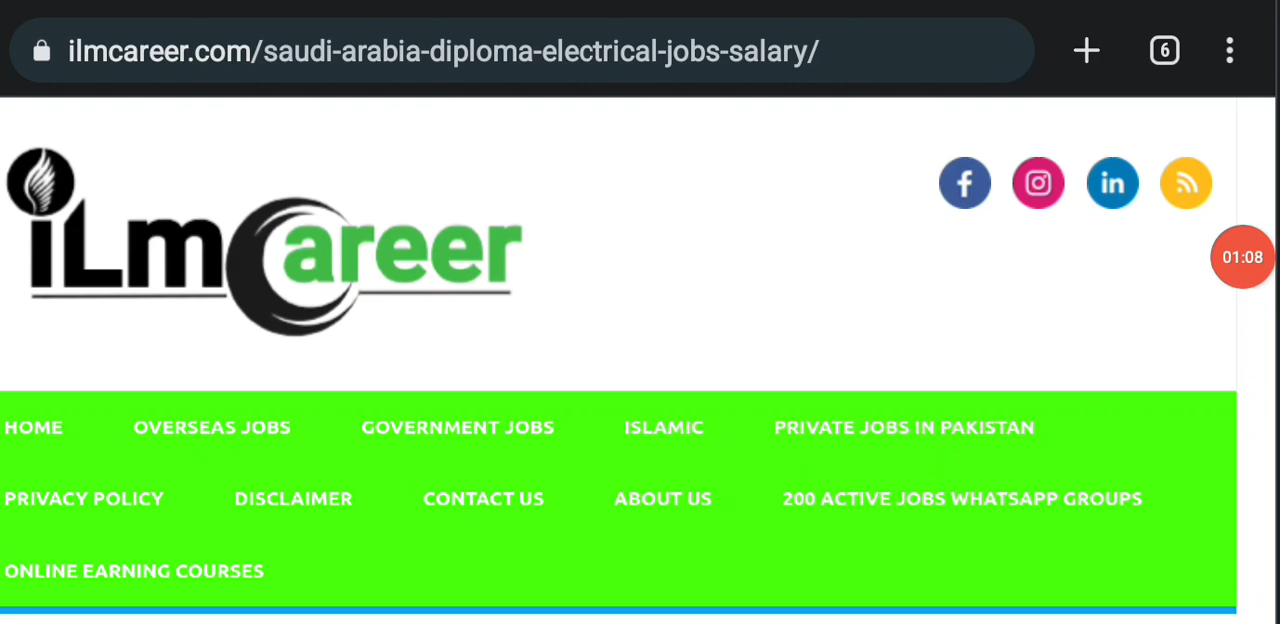 ilmcareer.com/saudi-arabia-diploma-electrical-jobs-salary/
6
iLmCareer
in
01:08
HOME OVERSEAS JOBS GOVERNMENT JOBS ISLAMIC PRIVATE JOBS IN PAKISTAN
PRIVACY POLICY DISCLAIMER CONTACT US ABOUT US 200 ACTIVE JOBS WHATSAPP GROUPS
ONLINE EARNING COURSES